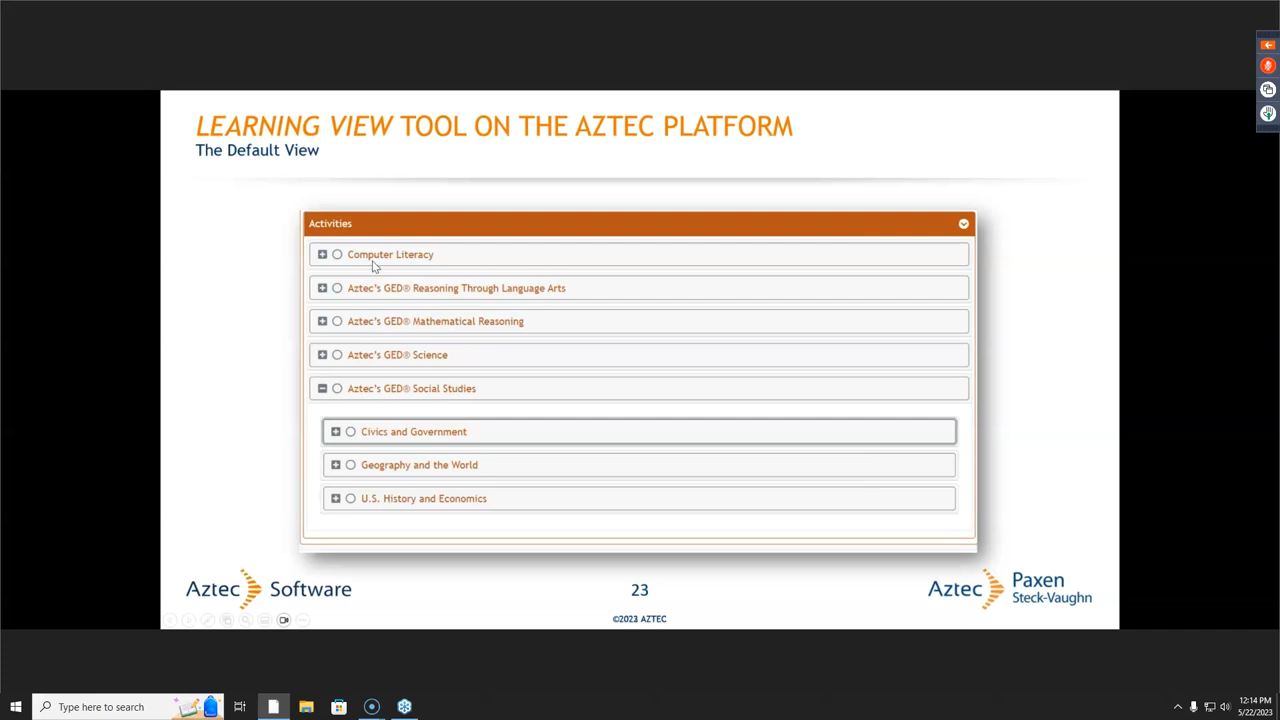 LEARNING VIEW TOOL ON THE AZTEC PLATFORM
The Default View
Activities
Computer Literacy
Aztec's GED® Reasoning Through Language Arts
Aztec's GED® Mathematical Reasoning
Aztec's GED® Science
Aztec's GED® Social Studies
Civics and Government
Geography and the World
U.S. History and Economics
Aztec Software
23
Aztec Paxen
Steck-Vaughn
©2023 AZTEC
Type here to search
12:14 PM
5/22/2023